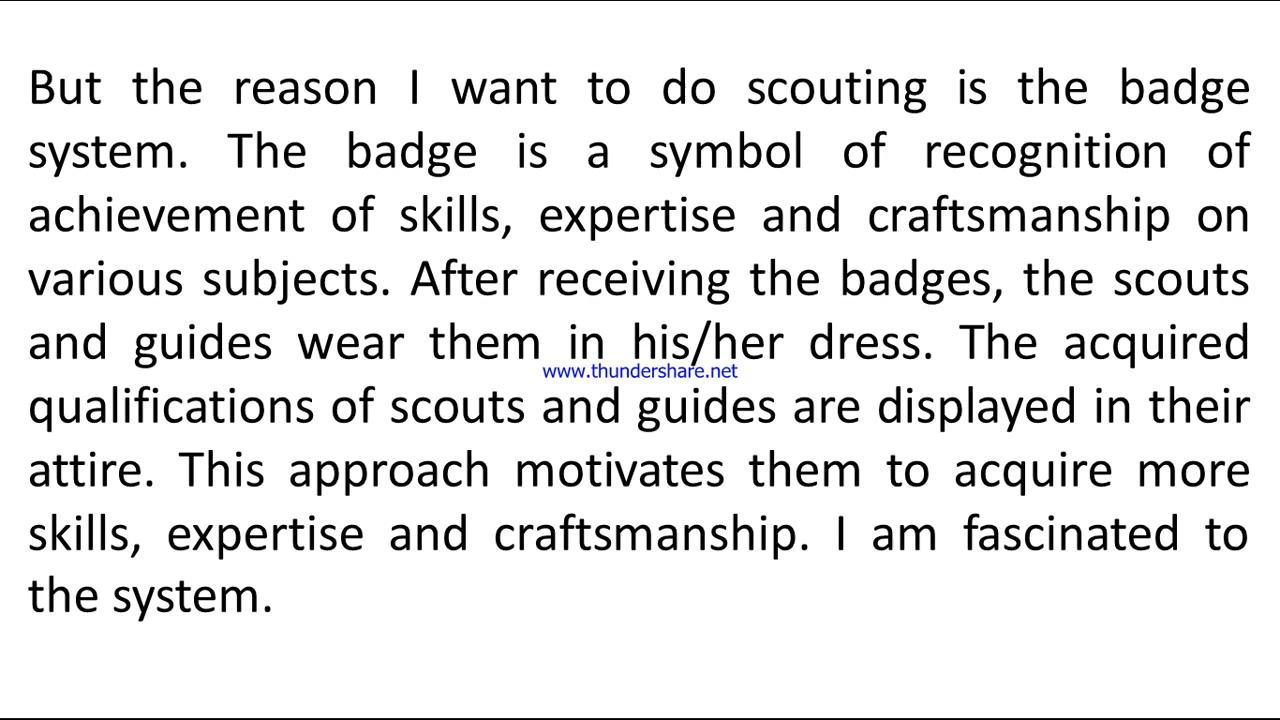 But the reason I want to do scouting is the badge
system. The badge is a symbol of recognition of
achievement of skills, expertise and craftsmanship on
various subjects. After receiving the badges, the scouts
and guides wear them in his/her dress. The acquired
www.thundershare.net
qualifications of scouts and guides are displayed in their
attire. This approach motivates them to acquire more
skills, expertise and craftsmanship. I am fascinated to
the system.